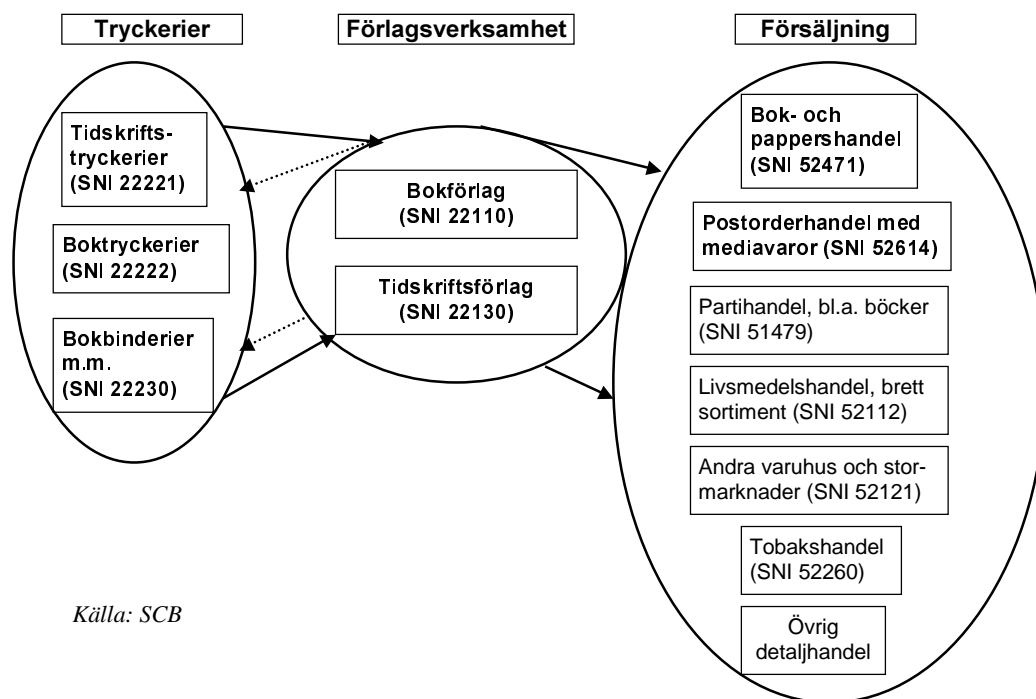 Tryckerier
Förlagsverksamhet
Försäljning
Tidskrifts-
tryckerier
(SNI 22221)
Boktryckerier
(SNI 22222)
Bokbinderier
m.m.
(SNI 22230)
Bokförlag
(SNI 22110)
Tidskriftsförlag
(SNI 22130)
Bok- och
pappershandel
(SNI 52471)
Postorderhandel med
mediavaror (SNI 52614)
Partihandel, bl.a. böcker
(SNI 51479)
Livsmedelshandel, brett
sortiment (SNI 52112)
Andra varuhus och stor-
marknader (SNI 52121)
Tobakshandel
(SNI 52260)
Övrig
detaljhandel
Källa: SCB